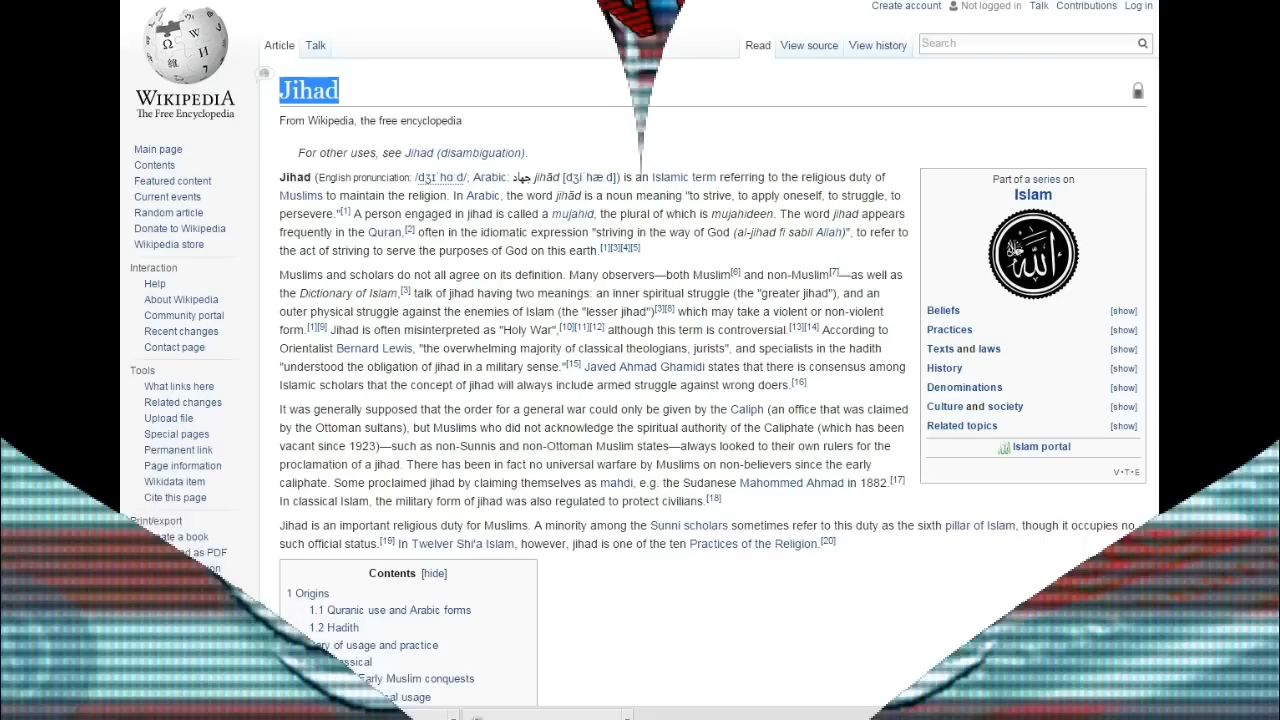 Create account Not logged in Talk Contributions Log in
Article Talk Read View source View history Search
WIKIPEDIA
The Free Encyclopedia
Main page
Contents
Featured content
Current events
Random article
Donate to Wikipedia
Wikipedia store
Interaction
Help
About Wikipedia
Community portal
Recent changes
Contact page
Tools
What links here
Related changes
Upload file
Special pages
Permanent link
Page information
Wikidata item
Cite this page
Print/export
Jihad
From Wikipedia, the free encyclopedia
For other uses, see Jihad (disambiguation).
Jihad (English pronunciation: /dʒɪˈhɑːd/; Arabic: جهاد jihād [dʒiˈhæːd]) is an Islamic term referring to the religious duty of
Muslims to maintain the religion. In Arabic, the word jihād is a noun meaning "to strive, to apply oneself, to struggle, to
persevere."[1] A person engaged in jihad is called a mujahid, the plural of which is mujahideen. The word jihad appears
frequently in the Quran,[2] often in the idiomatic expression "striving in the way of God (al-jihad fi sabil Allah)", to refer to
the act of striving to serve the purposes of God on this earth.[1][3][4][5]
Muslims and scholars do not all agree on its definition. Many observers—both Muslim[6] and non-Muslim[7]—as well as
the Dictionary of Islam,[3] talk of jihad having two meanings: an inner spiritual struggle (the "greater jihad"), and an
outer physical struggle against the enemies of Islam (the "lesser jihad")[3][8] which may take a violent or non-violent
form.[1][9] Jihad is often misinterpreted as "Holy War",[10][11][12] although this term is controversial.[13][14] According to
Orientalist Bernard Lewis, "the overwhelming majority of classical theologians, jurists", and specialists in the hadith
"understood the obligation of jihad in a military sense."[15] Javed Ahmad Ghamidi states that there is consensus among
Islamic scholars that the concept of jihad will always include armed struggle against wrong doers.[16]
It was generally supposed that the order for a general war could only be given by the Caliph (an office that was claimed
by the Ottoman sultans), but Muslims who did not acknowledge the spiritual authority of the Caliphate (which has been
vacant since 1923)—such as non-Sunnis and non-Ottoman Muslim states—always looked to their own rulers for the
proclamation of a jihad. There has been in fact no universal warfare by Muslims on non-believers since the early
caliphate. Some proclaimed jihad by claiming themselves as mahdi, e.g. the Sudanese Mahommed Ahmad in 1882.[17]
In classical Islam, the military form of jihad was also regulated to protect civilians.[18]
Jihad is an important religious duty for Muslims. A minority among the Sunni scholars sometimes refer to this duty as the sixth pillar of Islam, though it occupies no
such official status.[19] In Twelver Shi'a Islam, however, jihad is one of the ten Practices of the Religion.[20]
Part of a series on
Islam
الله
Beliefs [show]
Practices [show]
Texts and laws [show]
History [show]
Denominations [show]
Culture and society [show]
Related topics [show]
Islam portal
V·T·E
Contents [hide]
1 Origins
1.1 Quranic use and Arabic forms
1.2 Hadith
of usage and practice
Early Muslim conquests
usage
a book
as PDF